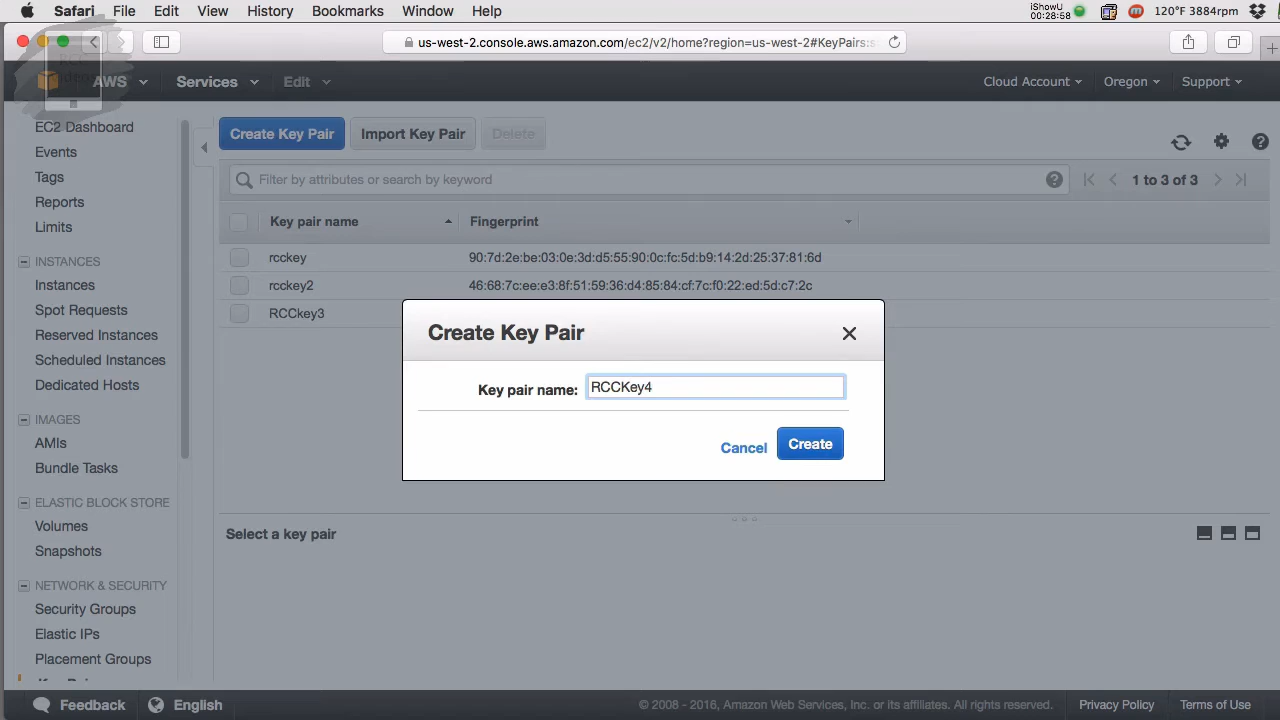 Safari File Edit View History Bookmarks Window Help
iShowU
00:28:58
120°F 3884rpm
us-west-2.console.aws.amazon.com/ec2/v2/home?region=us-west-2#KeyPairs:
RCC
AWS Services Edit
Cloud Account Oregon Support
EC2 Dashboard
Events
Tags
Reports
Limits
INSTANCES
Instances
Spot Requests
Reserved Instances
Scheduled Instances
Dedicated Hosts
IMAGES
AMIs
Bundle Tasks
ELASTIC BLOCK STORE
Volumes
Snapshots
NETWORK & SECURITY
Security Groups
Elastic IPs
Placement Groups
Create Key Pair Import Key Pair Delete
Filter by attributes or search by keyword
1 to 3 of 3
Key pair name Fingerprint
rcckey 90:7d:2e:be:03:0e:3d:d5:55:90:0c:fc:5d:b9:14:2d:25:37:81:6d
rcckey2 46:68:7c:ee:e3:8f:51:59:36:d4:85:84:cf:7c:f0:22:ed:5d:c7:2c
RCCkey3
Create Key Pair
Key pair name: RCCKey4
Cancel Create
Select a key pair
Feedback English
© 2008 - 2016, Amazon Web Services, Inc. or its affiliates. All rights reserved. Privacy Policy Terms of Use